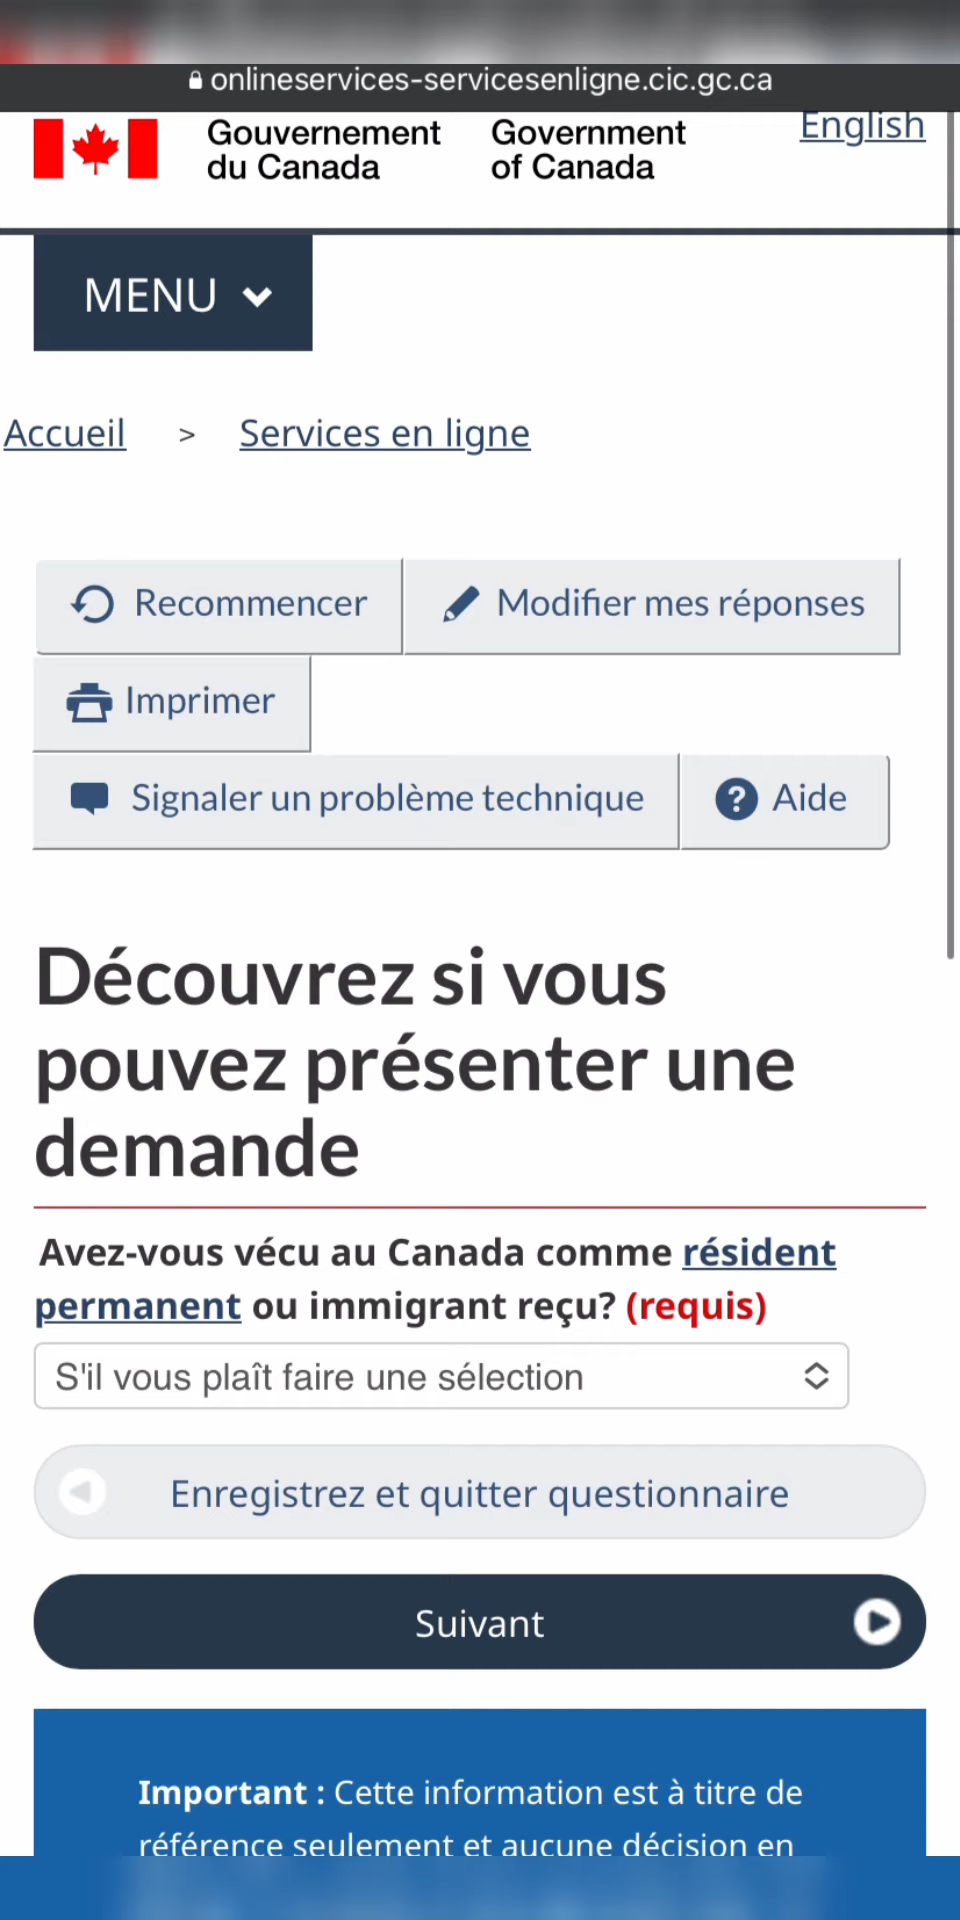 onlineservices-servicesenligne.cic.gc.ca
English
Gouvernement
du Canada
Government
of Canada
MENU
Accueil > Services en ligne
Recommencer
Modifier mes réponses
Imprimer
Signaler un problème technique
Aide
Découvrez si vous
pouvez présenter une
demande
Avez-vous vécu au Canada comme résident
permanent ou immigrant reçu? (requis)
S'il vous plaît faire une sélection
Enregistrez et quitter questionnaire
Suivant
Important : Cette information est à titre de
référence seulement et aucune décision en